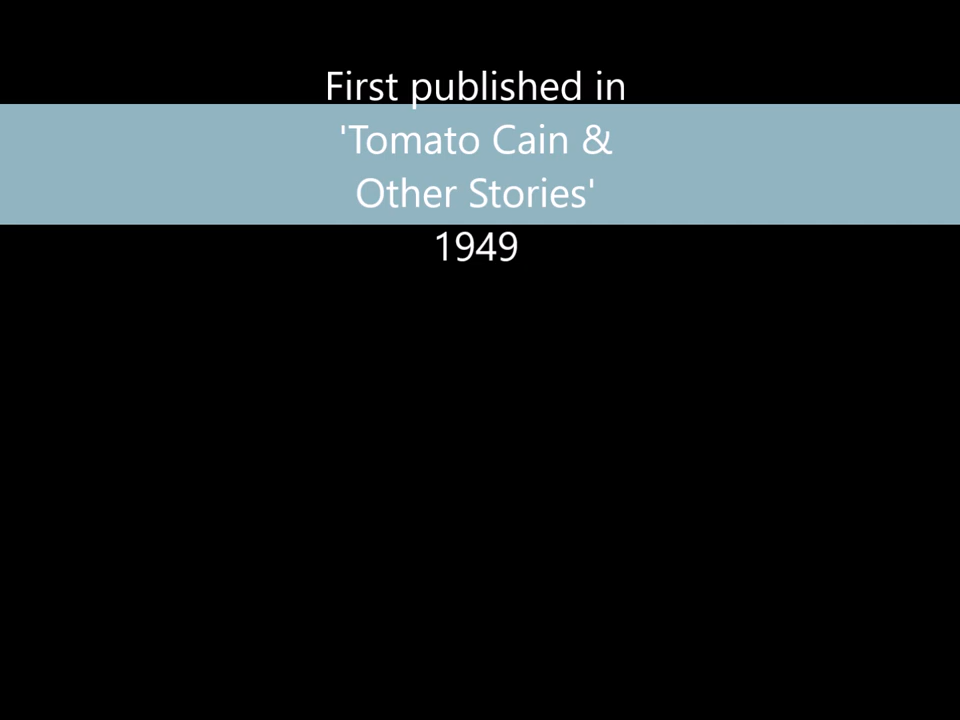 First published in
'Tomato Cain &
Other Stories'
1949